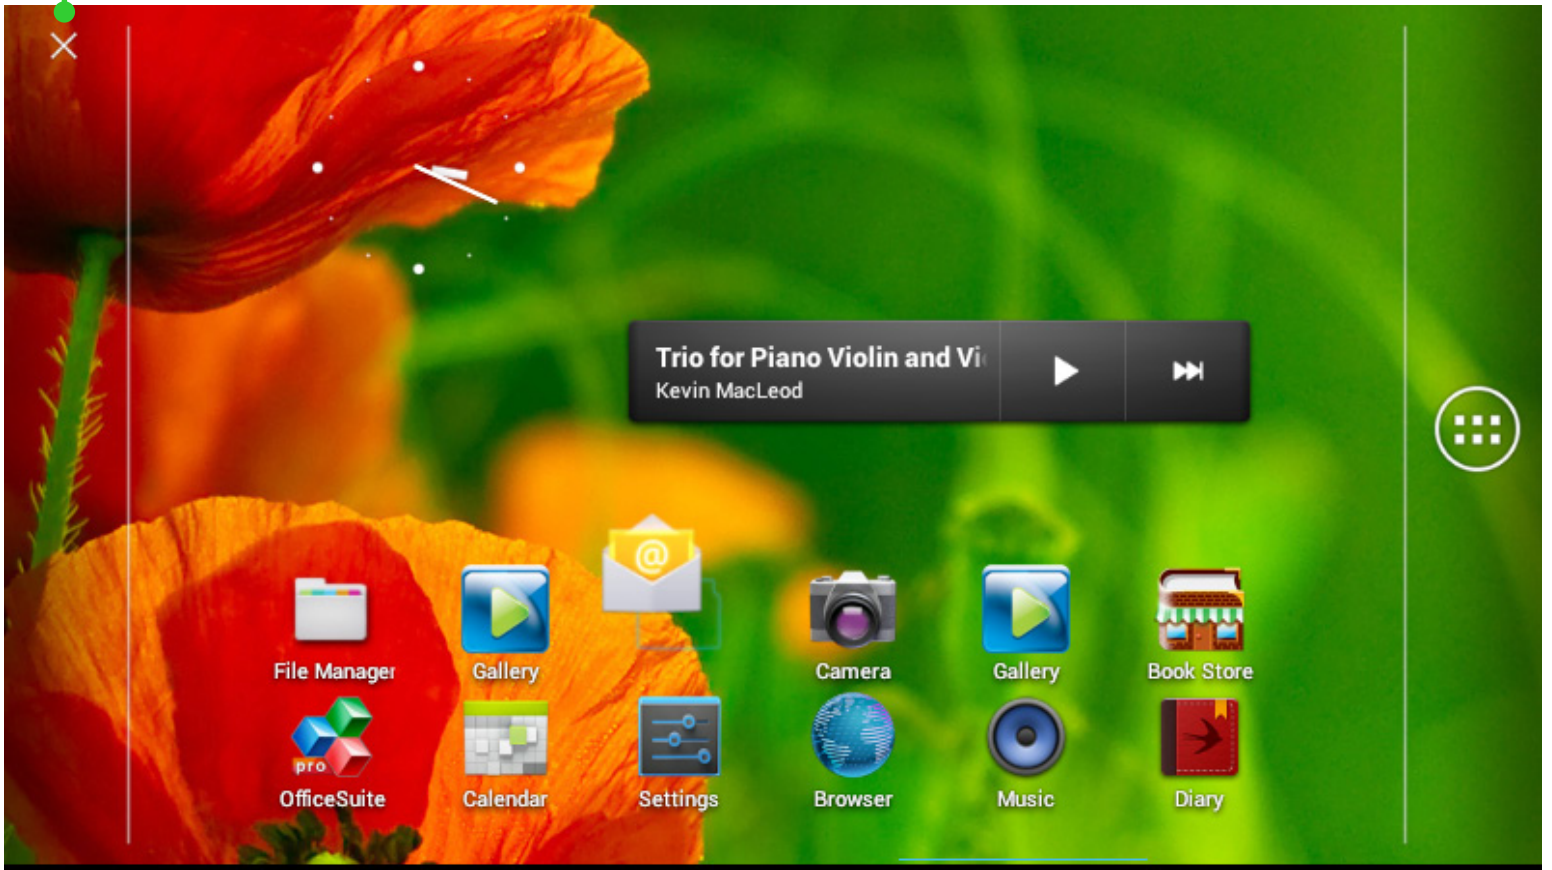 Trio for Piano Violin and Vi
Kevin MacLeod
@
File Manager
Gallery
Camera
Gallery
Book Store
pro
OfficeSuite
Calendar
Settings
Browser
Music
Diary